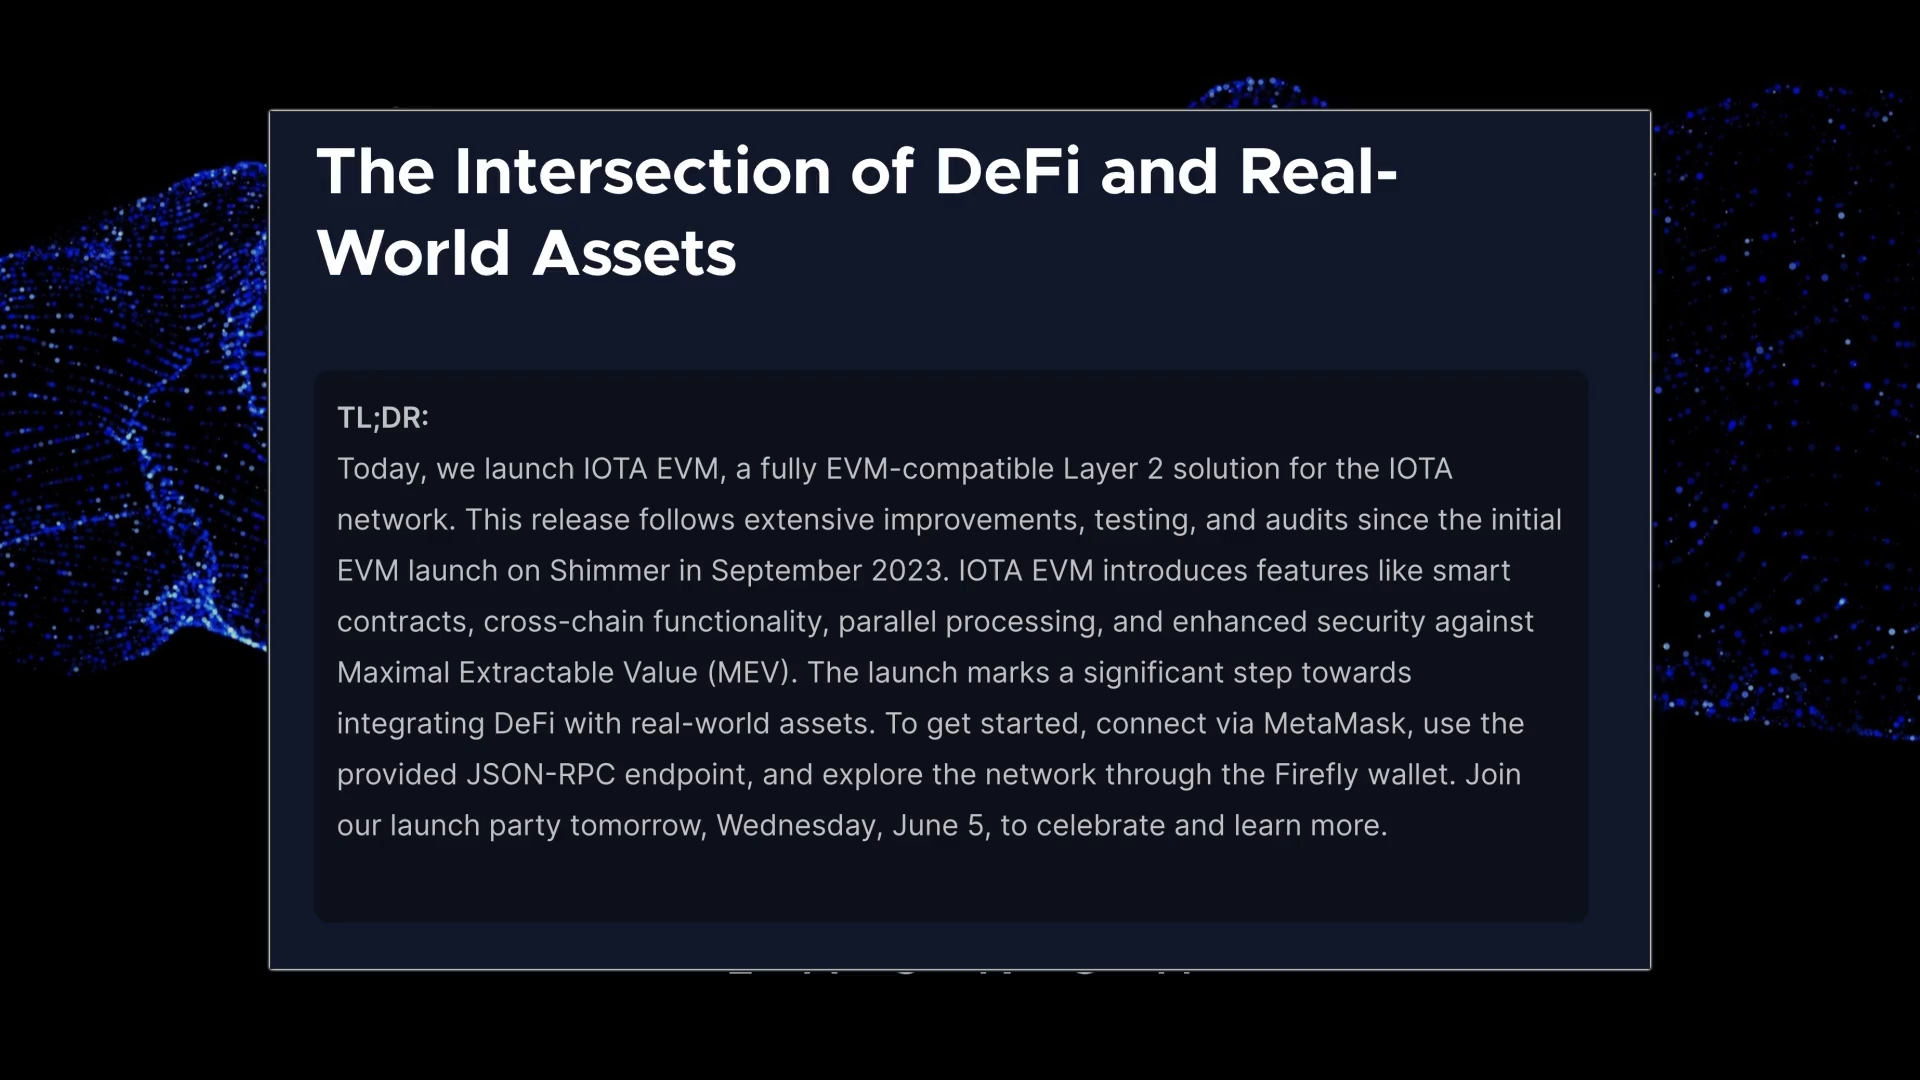 The Intersection of DeFi and Real-
World Assets
TL;DR:
Today, we launch IOTA EVM, a fully EVM-compatible Layer 2 solution for the IOTA
network. This release follows extensive improvements, testing, and audits since the initial
EVM launch on Shimmer in September 2023. IOTA EVM introduces features like smart
contracts, cross-chain functionality, parallel processing, and enhanced security against
Maximal Extractable Value (MEV). The launch marks a significant step towards
integrating DeFi with real-world assets. To get started, connect via MetaMask, use the
provided JSON-RPC endpoint, and explore the network through the Firefly wallet. Join
our launch party tomorrow, Wednesday, June 5, to celebrate and learn more.